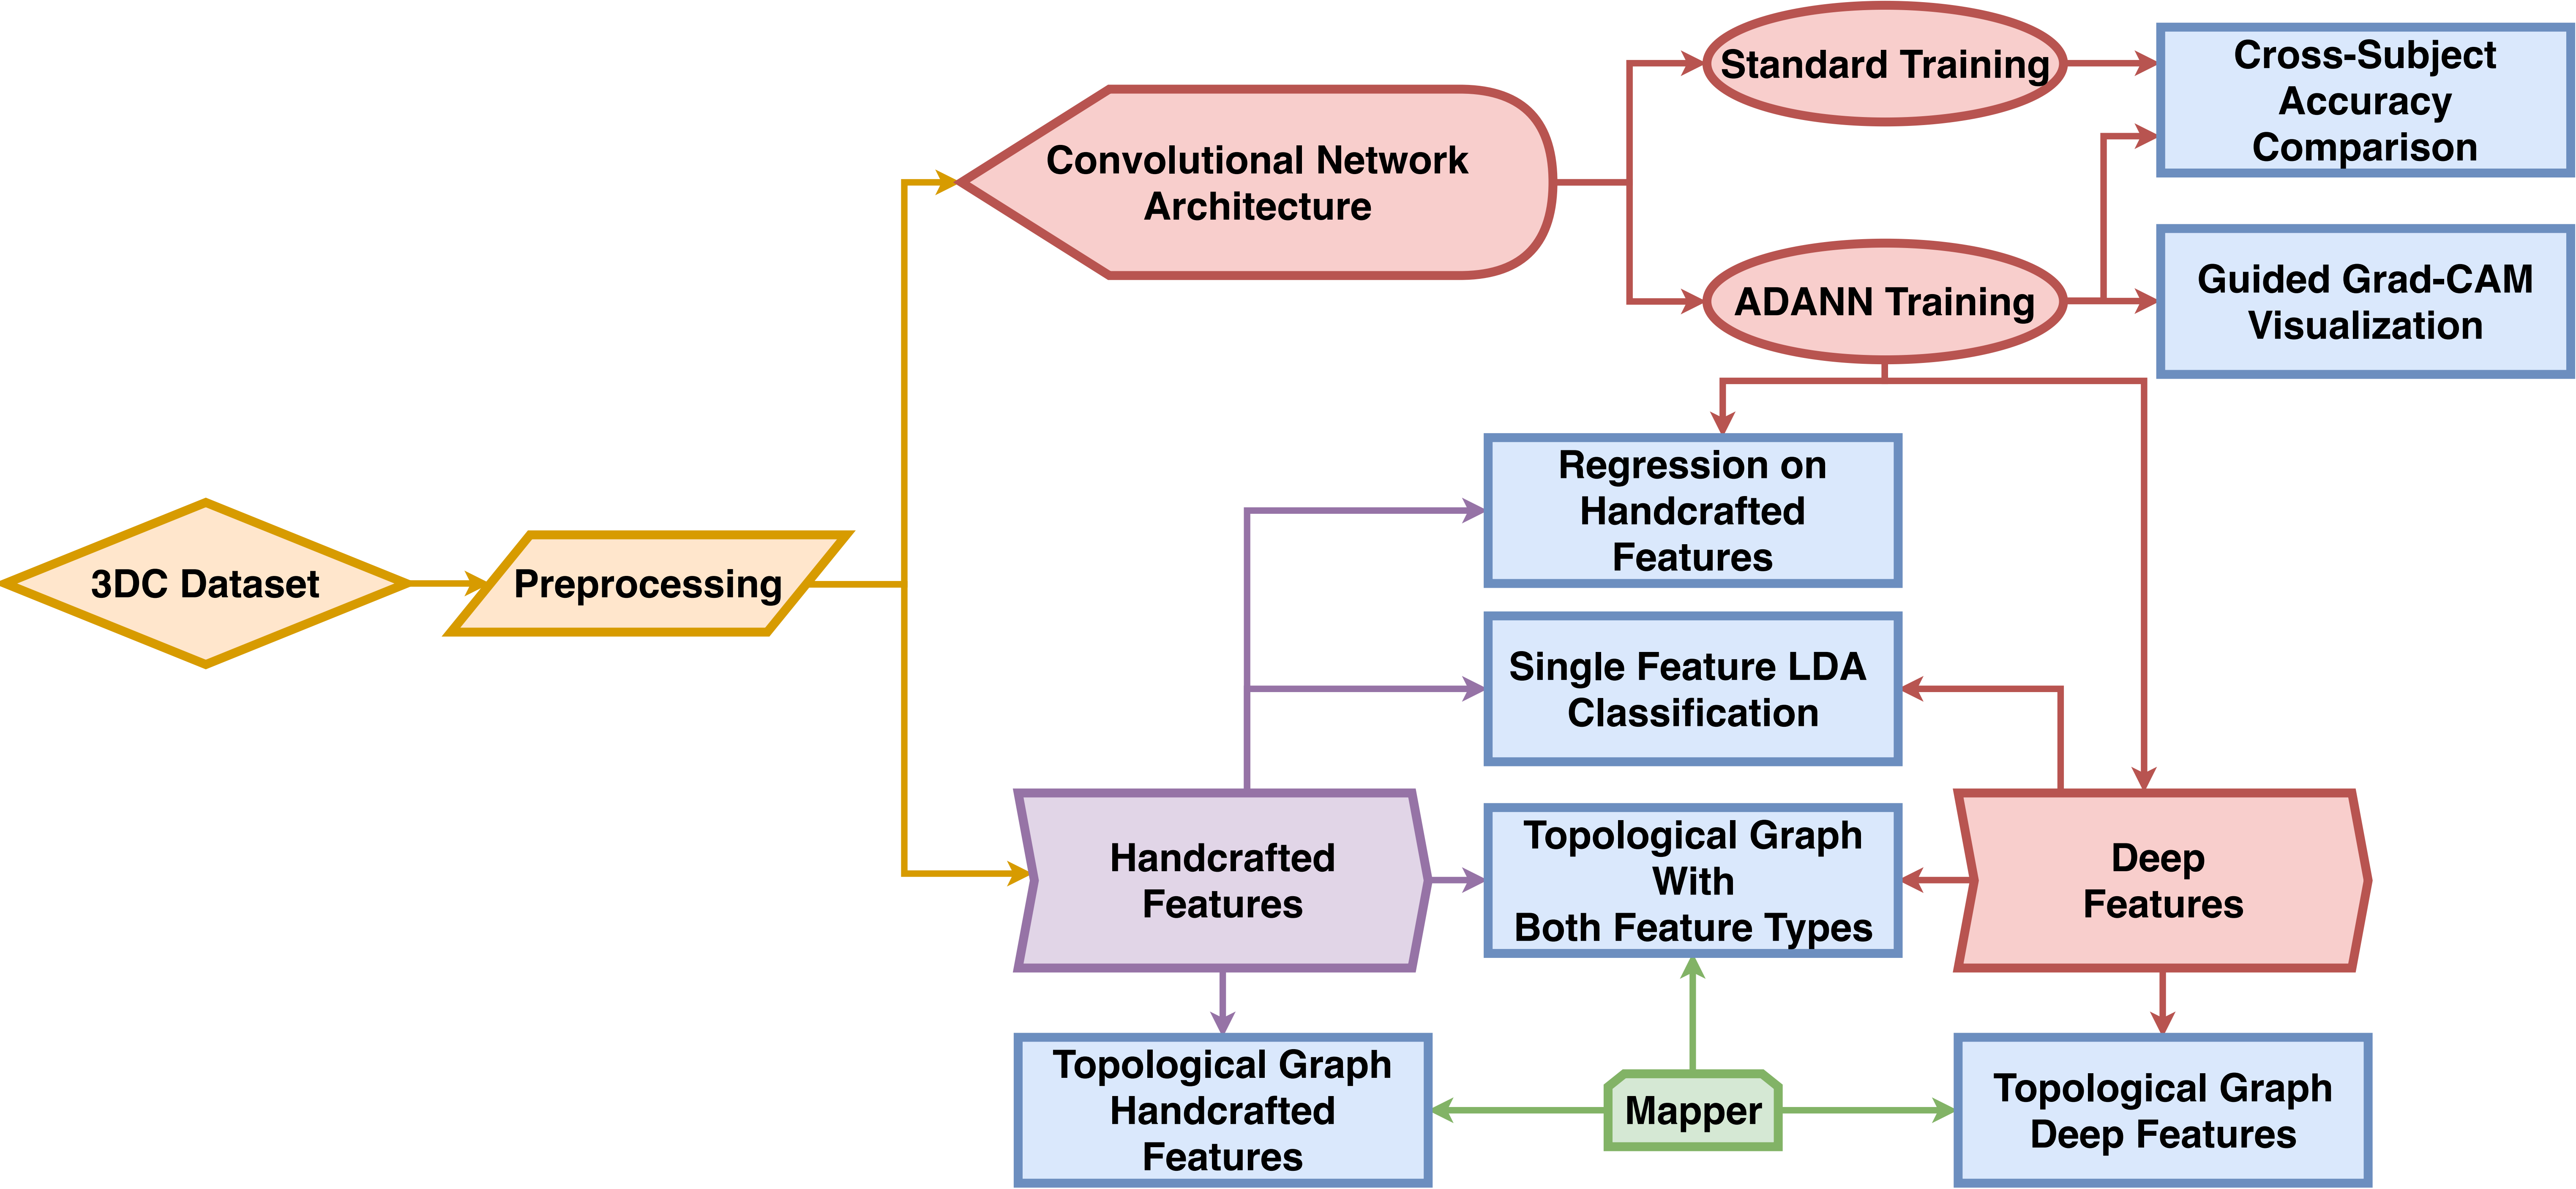 Standard Training
Cross-Subject
Accuracy
Comparison
Convolutional Network
Architecture
ADANN Training
Guided Grad-CAM
Visualization
Regression on
Handcrafted
Features
3DC Dataset
Preprocessing
Single Feature LDA
Classification
Handcrafted
Features
Topological Graph
With
Both Feature Types
Deep
Features
Topological Graph
Handcrafted
Features
Mapper
Topological Graph
Deep Features